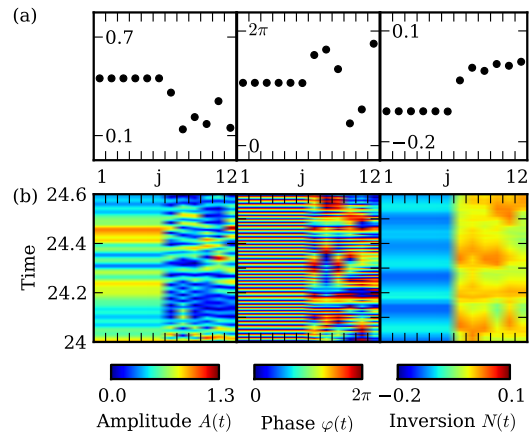 (a)
0.7
0.1
2π
0
0.1
−0.2
1 j 12
1 j 12
1 j 12
(b)
24.6
24.4
24.2
24
Time
0.0 1.3
Amplitude A(t)
0 2π
Phase φ(t)
−0.2 0.1
Inversion N(t)